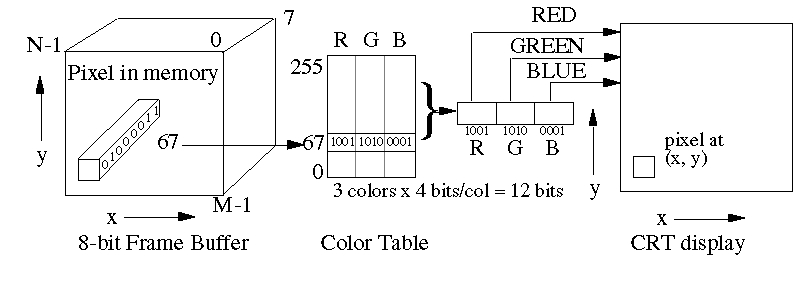 RED
7
N-1
0
R G B
GREEN
Pixel in memory
255
BLUE
01000011
67
67
1001 1010 0001
1001 1010 0001
R G B
pixel at
(x, y)
y
0
y
3 colors x 4 bits/col = 12 bits
M-1
x
x
8-bit Frame Buffer
Color Table
CRT display